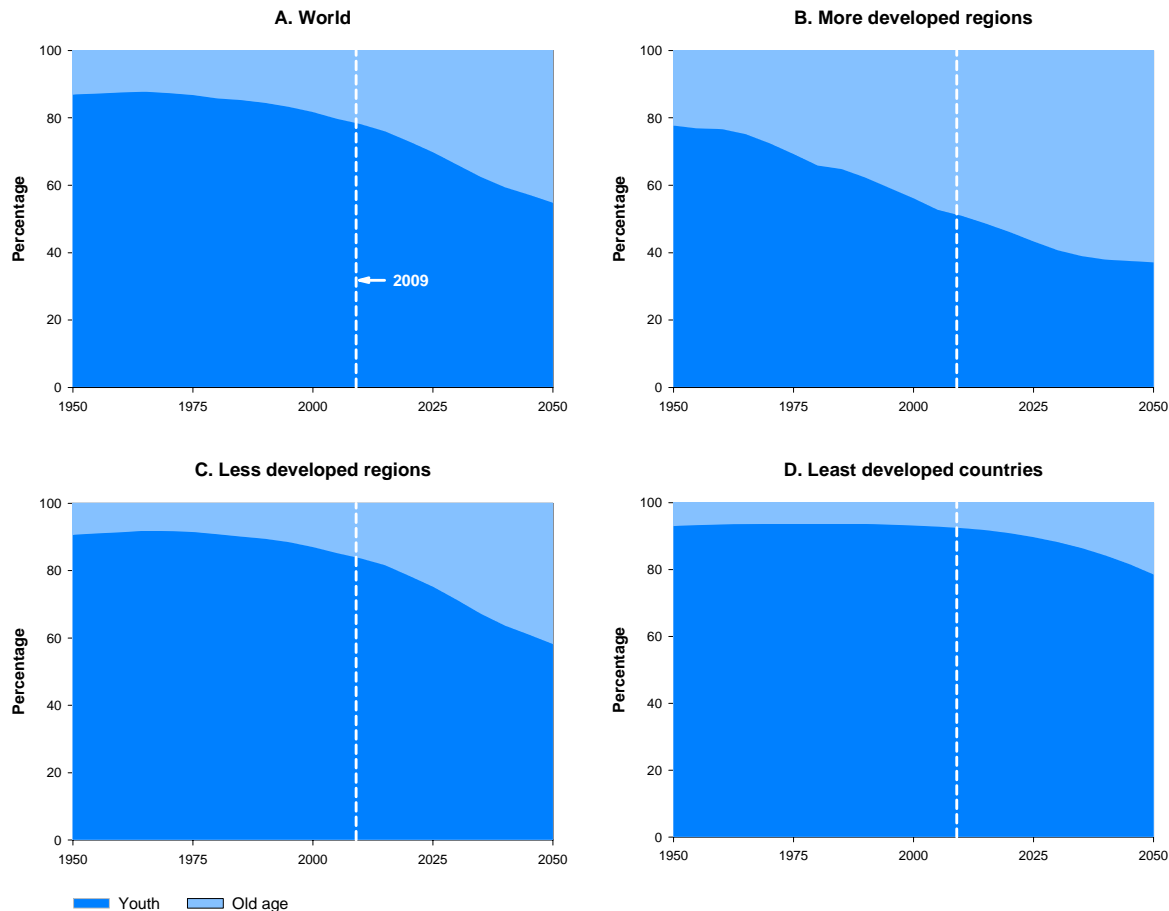 A. World
Percentage
100
80
60
40
20
0
1950 1975 2000 2025 2050
2009
B. More developed regions
Percentage
100
80
60
40
20
0
1950 1975 2000 2025 2050
C. Less developed regions
Percentage
100
80
60
40
20
0
1950 1975 2000 2025 2050
D. Least developed countries
Percentage
100
80
60
40
20
0
1950 1975 2000 2025 2050
Youth Old age